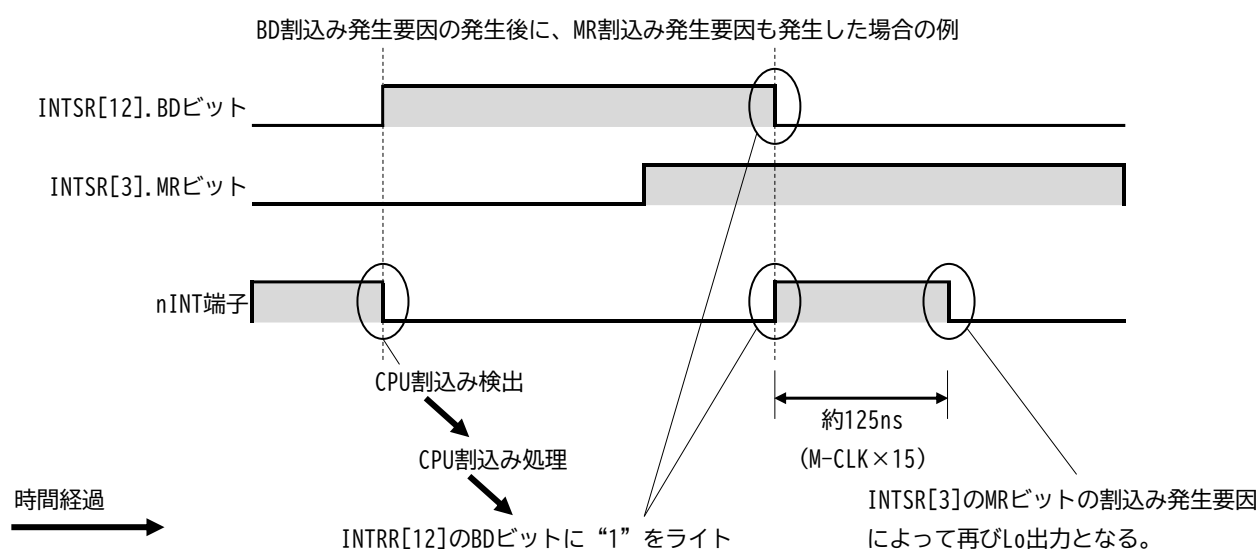 BD割込み発生要因の発生後に、MR割込み発生要因も発生した場合の例
INTSR[12].BDビット
INTSR[3].MRビット
nINT端子
CPU割込み検出
約125ns
CPU割込み処理
(M-CLK×15)
時間経過
INTSR[3]のMRビットの割込み発生要因
INTRR[12]のBDビットに“1”をライト
によって再びLo出力となる。